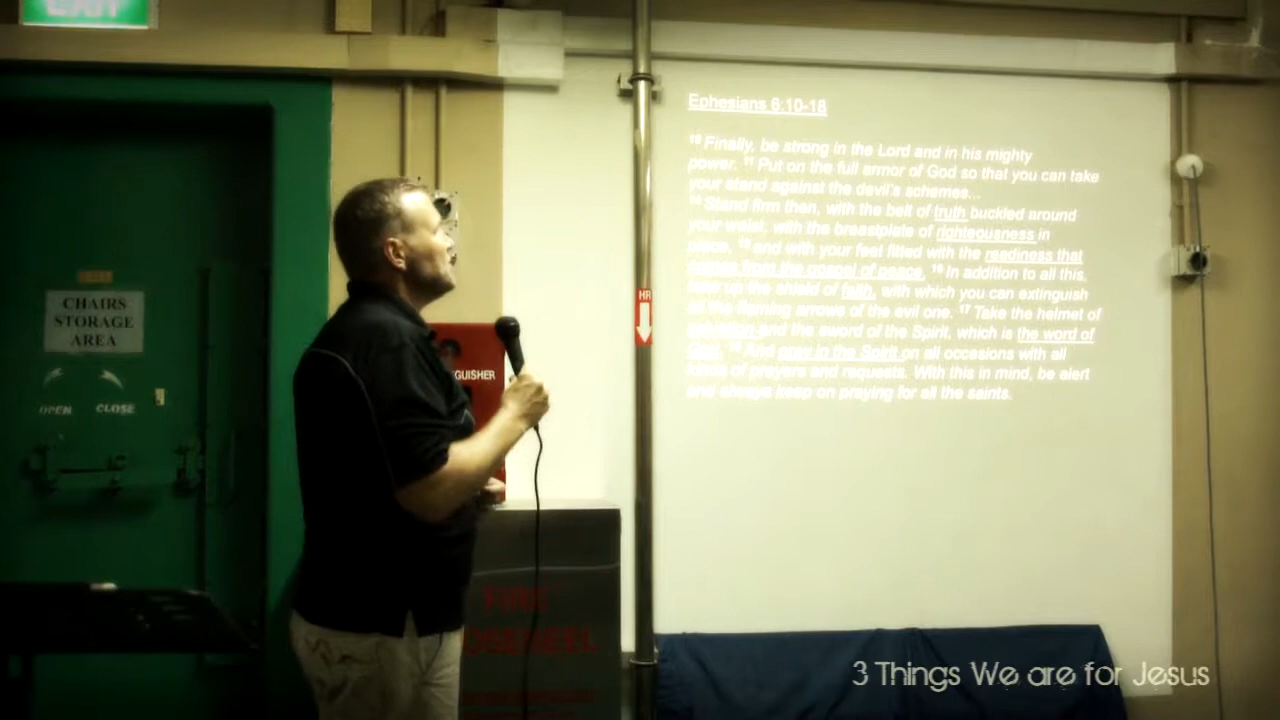 EXIT
Ephesians 6:10-18
10 Finally, be strong in the Lord and in his mighty
power. 11 Put on the full armor of God so that you can take
your stand against the devil's schemes...
14 Stand firm then, with the belt of truth buckled around
your waist, with the breastplate of righteousness in
place, 15 and with your feet fitted with the readiness that
comes from the gospel of peace. 16 In addition to all this,
take up the shield of faith, with which you can extinguish
all the flaming arrows of the evil one. 17 Take the helmet of
salvation and the sword of the Spirit, which is the word of
God. 18 And pray in the Spirit on all occasions with all
kinds of prayers and requests. With this in mind, be alert
and always keep on praying for all the saints.
CHAIRS
STORAGE
AREA
OPEN CLOSE
HR
GUISHER
FIRE
HOSEREEL
3 Things We are for Jesus